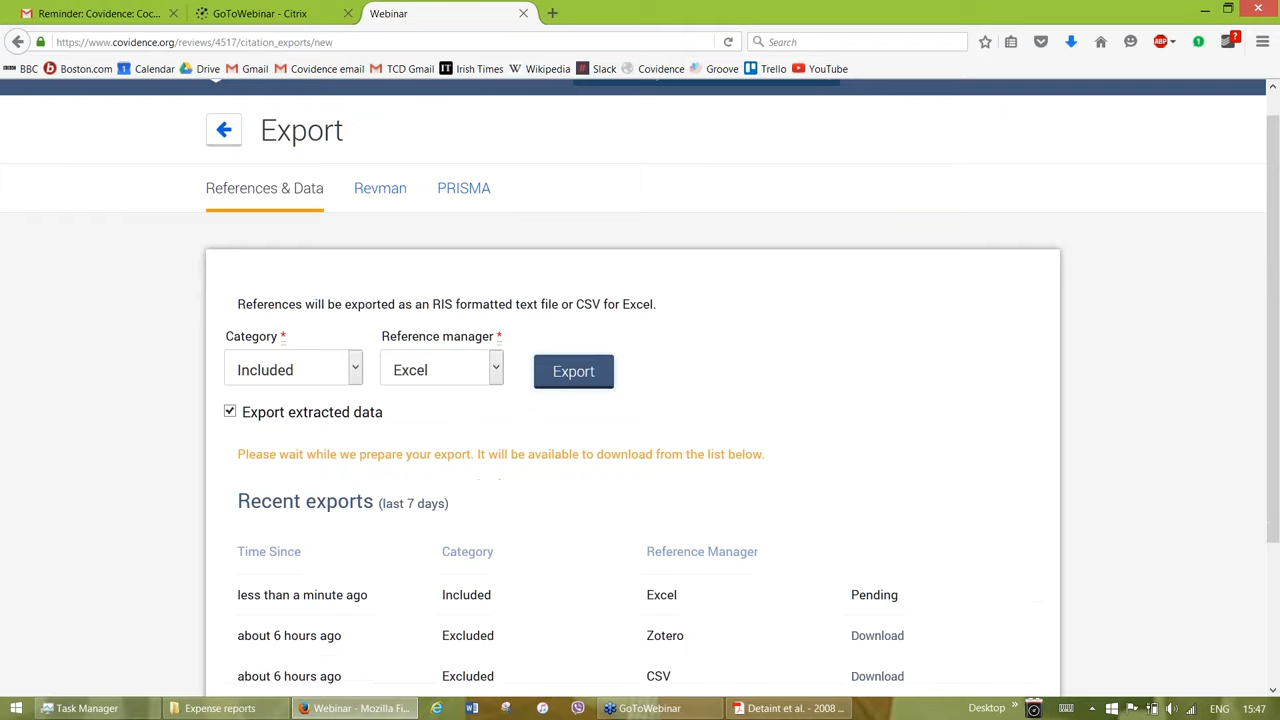 Reminder: Covidence: Coc...
GoToWebinar - Citrix
Webinar
https://www.covidence.org/reviews/4517/citation_exports/new
Search
ABP
1
?
BBC Boston.com Calendar Drive Gmail Covidence email TCD Gmail Irish Times Wikipedia Slack Covidence Groove Trello YouTube
Export
References & Data
Revman
PRISMA
References will be exported as an RIS formatted text file or CSV for Excel.
Category * Reference manager *
Included Excel Export
Export extracted data
Please wait while we prepare your export. It will be available to download from the list below.
Recent exports (last 7 days)
Time Since Category Reference Manager
less than a minute ago Included Excel Pending
about 6 hours ago Excluded Zotero Download
about 6 hours ago Excluded CSV Download
Task Manager Expense reports Webinar - Mozilla Fi... GoToWebinar Detaint et al. - 2008 ... Desktop ENG 15:47